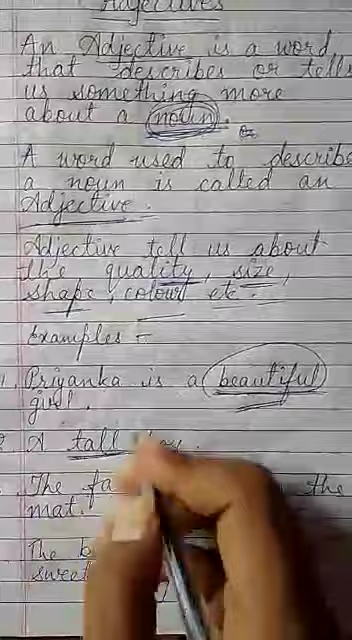 Adjectives
An Adjective is a word,
that describes or tells
us something more
about a noun.
A word used to describe
a noun is called an
Adjective.
Adjective tell us about
the quality, size,
shape, colour etc.
Examples -
1. Priyanka is a beautiful
girl.
A tall
The the
mat.
The
sweet